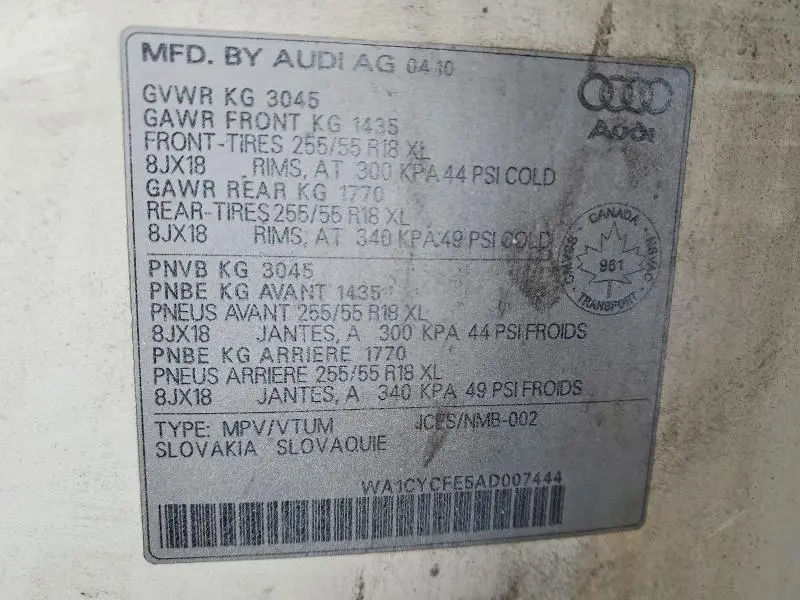 MFD. BY AUDI AG 04 10
AUDI
GVWR KG 3045
GAWR FRONT KG 1435
FRONT-TIRES 255/55 R18 XL
8JX18 RIMS, AT 300 KPA 44 PSI COLD
GAWR REAR KG 1770
REAR-TIRES 255/55 R18 XL
8JX18 RIMS, AT 340 KPA 49 PSI COLD
CANADA
961
TRANSPORT
PNVB KG 3045
PNBE KG AVANT 1435
PNEUS AVANT 255/55 R18 XL
8JX18 JANTES, A 300 KPA 44 PSI FROIDS
PNBE KG ARRIERE 1770
PNEUS ARRIERE 255/55 R18 XL
8JX18 JANTES, A 340 KPA 49 PSI FROIDS
TYPE: MPV/VTUM JCES/NMB-002
SLOVAKIA SLOVAQUIE
WA1CYCFE5AD007444